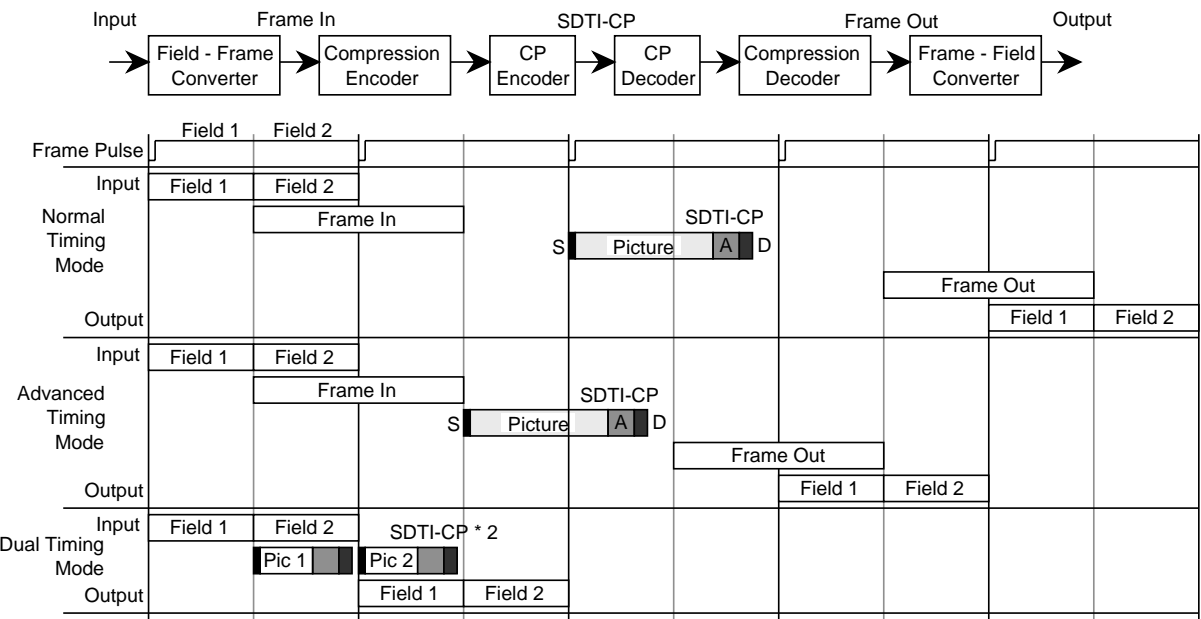 Input Frame In SDTI-CP Frame Out Output
Field - Frame Converter
Compression Encoder
CP Encoder
CP Decoder
Compression Decoder
Frame - Field Converter
Field 1 Field 2
Frame Pulse
Input Field 1 Field 2
Normal Timing Mode
Frame In
SDTI-CP
S Picture A D
Frame Out
Output Field 1 Field 2
Input Field 1 Field 2
Advanced Timing Mode
Frame In
SDTI-CP
S Picture A D
Frame Out
Output Field 1 Field 2
Input Field 1 Field 2
SDTI-CP * 2
Dual Timing Mode
Pic 1 Pic 2
Output Field 1 Field 2